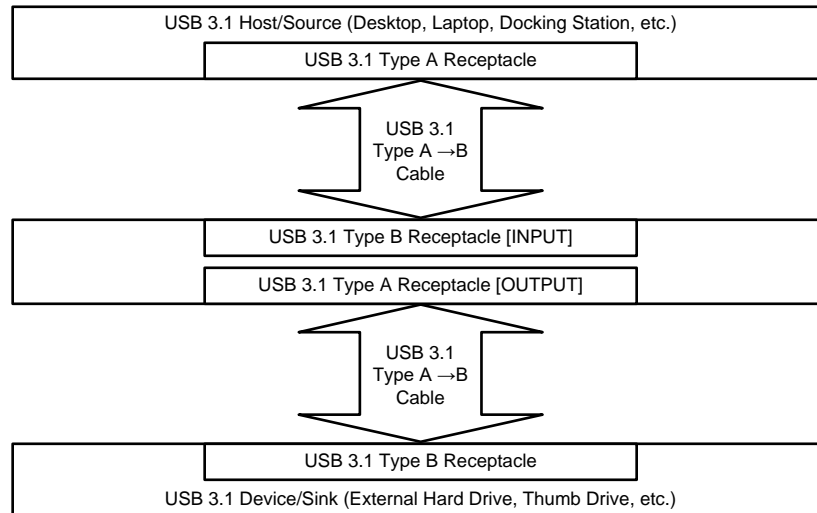 USB 3.1 Host/Source (Desktop, Laptop, Docking Station, etc.)
USB 3.1 Type A Receptacle
USB 3.1
Type A →B
Cable
USB 3.1 Type B Receptacle [INPUT]
USB 3.1 Type A Receptacle [OUTPUT]
USB 3.1
Type A →B
Cable
USB 3.1 Type B Receptacle
USB 3.1 Device/Sink (External Hard Drive, Thumb Drive, etc.)